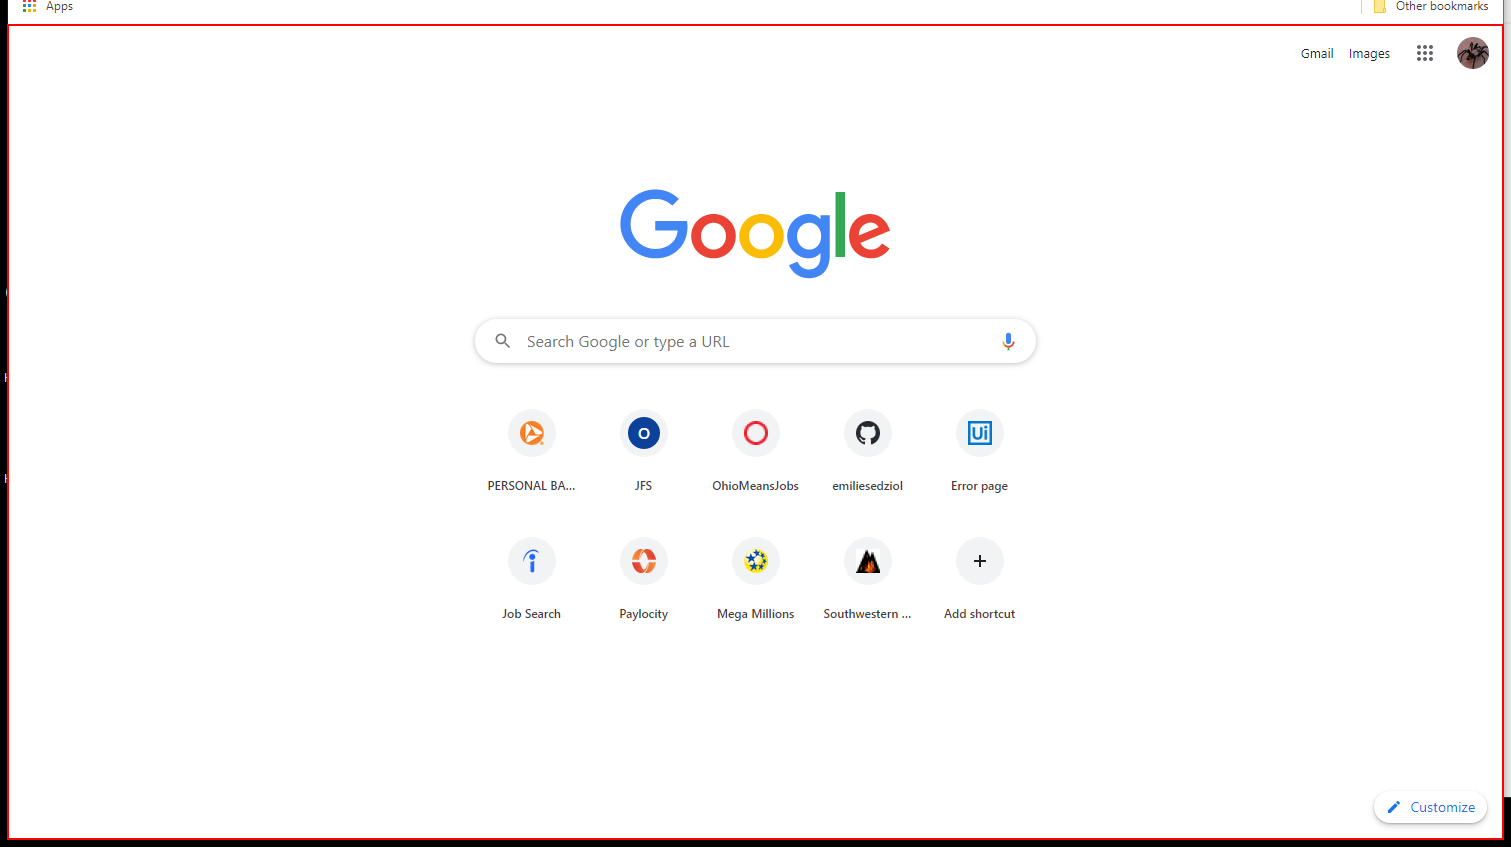 Apps
Other bookmarks
Gmail Images
Google
Search Google or type a URL
PERSONAL BA... JFS OhioMeansJobs emiliesedziol Error page
O Ui
Job Search Paylocity Mega Millions Southwestern ... Add shortcut
Customize